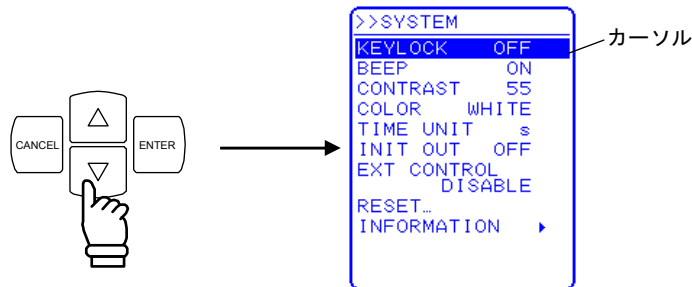 CANCEL
ENTER
>>SYSTEM
KEYLOCK OFF
BEEP ON
CONTRAST 55
COLOR WHITE
TIME UNIT s
INIT OUT OFF
EXT CONTROL
DISABLE
RESET…
INFORMATION
カーソル